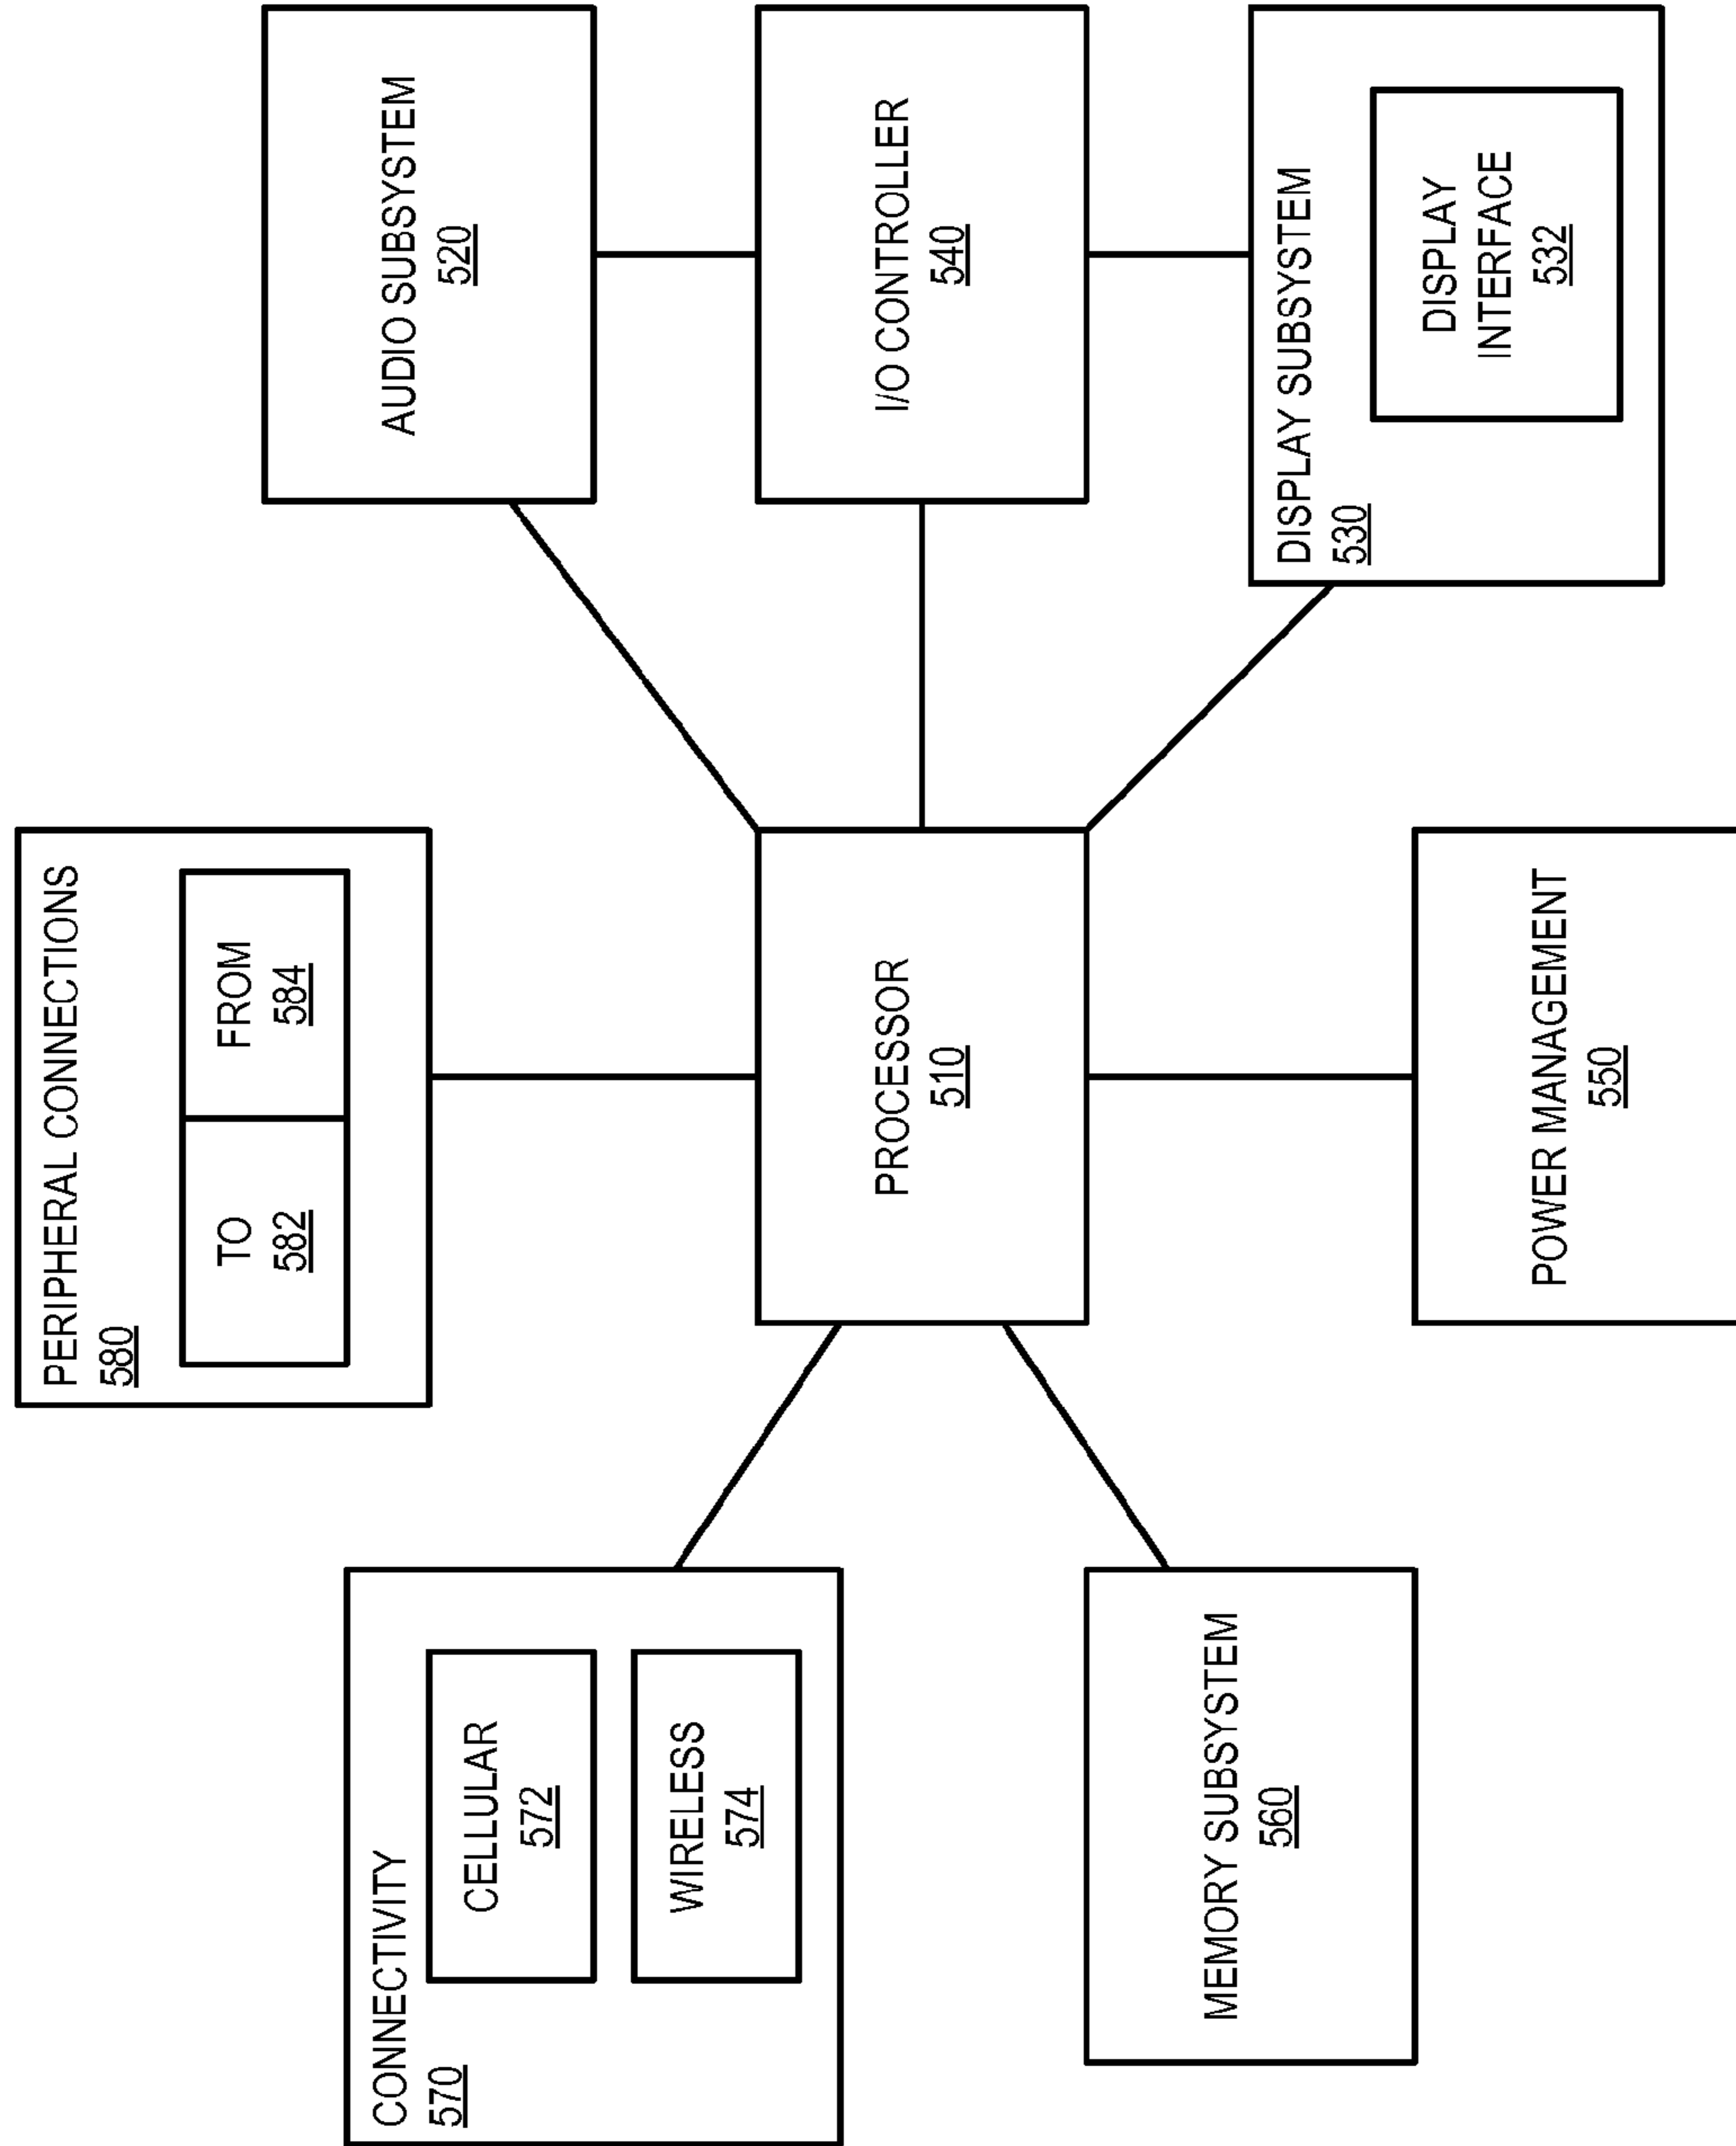 PERIPHERAL CONNECTIONS
580
TO
582
FROM
584
AUDIO SUBSYSTEM
520
CONNECTIVITY
570
CELLULAR
572
WIRELESS
574
PROCESSOR
510
I/O CONTROLLER
540
MEMORY SUBSYSTEM
560
POWER MANAGEMENT
550
DISPLAY SUBSYSTEM
530
DISPLAY
INTERFACE
532